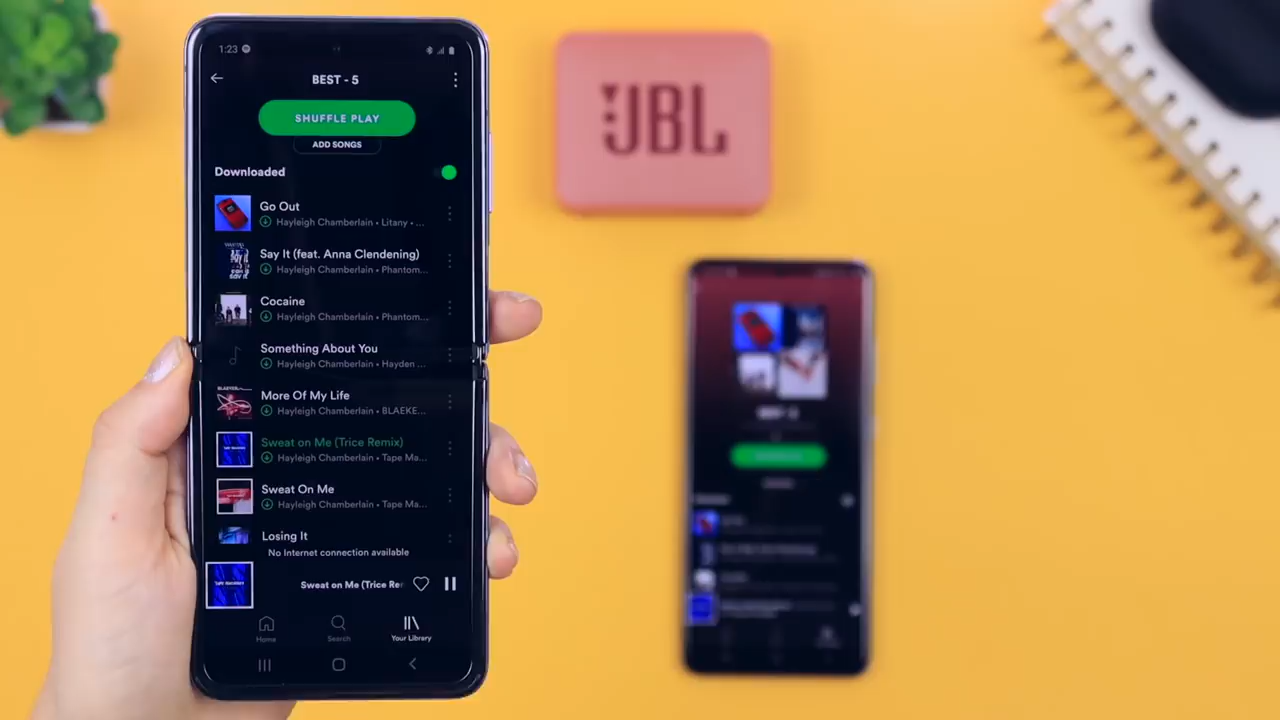 1:23
BEST - 5
SHUFFLE PLAY
ADD SONGS
Downloaded
Go Out
Hayleigh Chamberlain • Litany • ...
Say It (feat. Anna Clendening)
Hayleigh Chamberlain • Phantom...
Cocaine
Hayleigh Chamberlain • Phantom...
Something About You
Hayleigh Chamberlain • Hayden ...
More Of My Life
Hayleigh Chamberlain • BLAEKE...
Sweat on Me (Trice Remix)
Hayleigh Chamberlain • Tape Ma...
Sweat On Me
Hayleigh Chamberlain • Tape Ma...
Losing It
No Internet connection available
Sweat on Me (Trice Re
Home
Search
Your Library
JBL